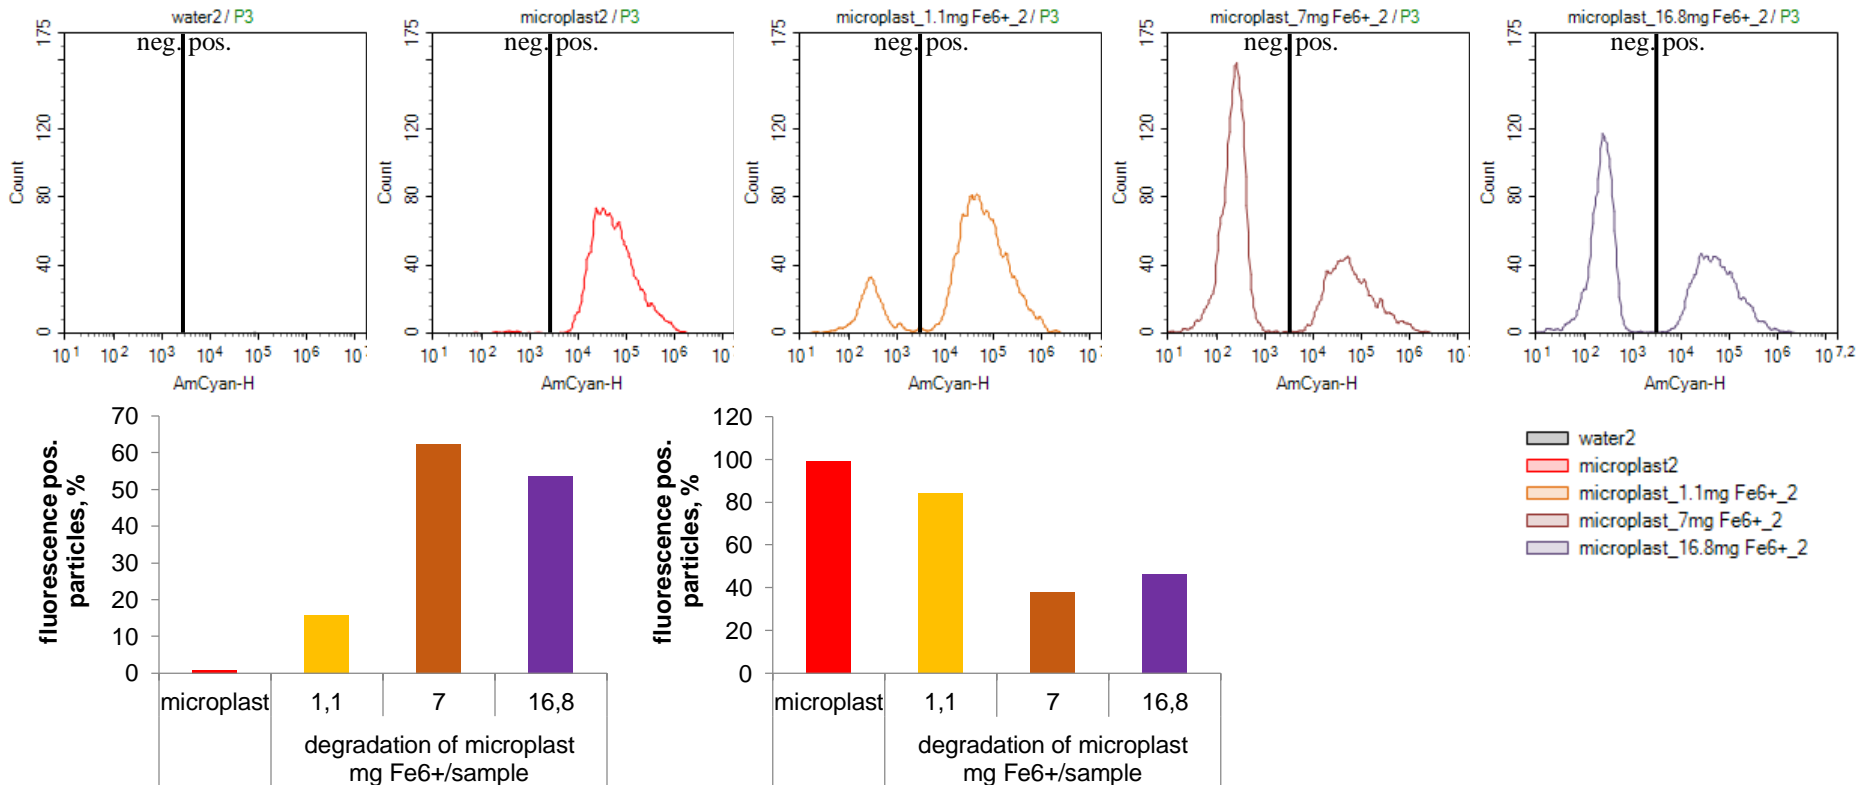 water2 / P3
neg. pos.
175
120
80
40
0
Count
10^1 10^2 10^3 10^4 10^5 10^6 10^7
AmCyan-H
microplast2 / P3
neg. pos.
175
120
80
40
0
Count
10^1 10^2 10^3 10^4 10^5 10^6 10^7
AmCyan-H
microplast_1.1mg Fe6+_2 / P3
neg. pos.
175
120
80
40
0
Count
10^1 10^2 10^3 10^4 10^5 10^6 10^7
AmCyan-H
microplast_7mg Fe6+_2 / P3
neg. pos.
175
120
80
40
0
Count
10^1 10^2 10^3 10^4 10^5 10^6 10^7
AmCyan-H
microplast_16.8mg Fe6+_2 / P3
neg. pos.
175
120
80
40
0
Count
10^1 10^2 10^3 10^4 10^5 10^6 10^7.2
AmCyan-H
fluorescence pos.
particles, %
70
60
50
40
30
20
10
0
microplast 1,1 7 16,8
degradation of microplast
mg Fe6+/sample
fluorescence pos.
particles, %
120
100
80
60
40
20
0
microplast 1,1 7 16,8
degradation of microplast
mg Fe6+/sample
water2
microplast2
microplast_1.1mg Fe6+_2
microplast_7mg Fe6+_2
microplast_16.8mg Fe6+_2